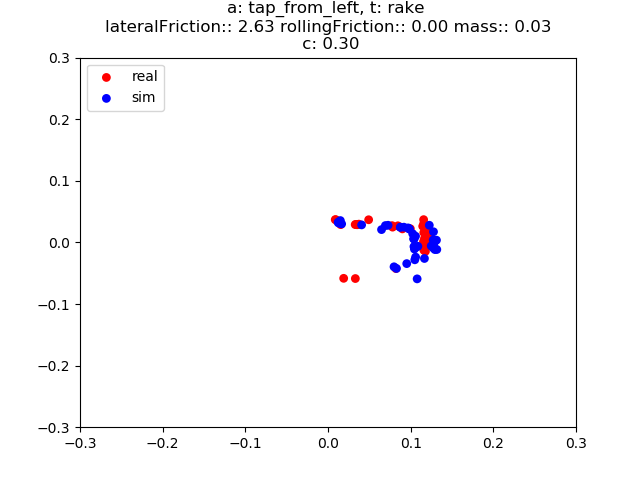 a: tap_from_left, t: rake
lateralFriction:: 2.63 rollingFriction:: 0.00 mass:: 0.03
c: 0.30
real
sim
0.3
0.2
0.1
0.0
−0.1
−0.2
−0.3
−0.3 −0.2 −0.1 0.0 0.1 0.2 0.3